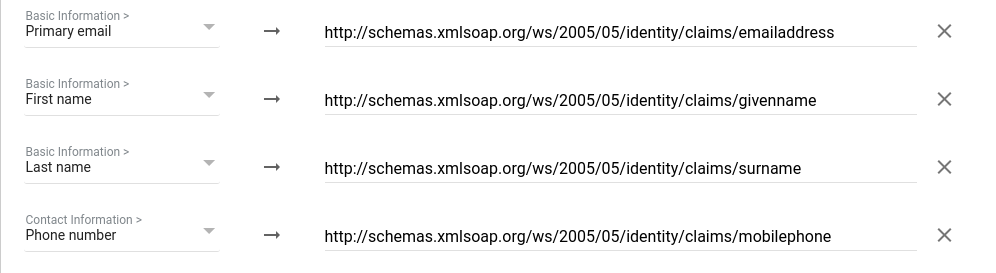 Basic Information >
Primary email
http://schemas.xmlsoap.org/ws/2005/05/identity/claims/emailaddress
Basic Information >
First name
http://schemas.xmlsoap.org/ws/2005/05/identity/claims/givenname
Basic Information >
Last name
http://schemas.xmlsoap.org/ws/2005/05/identity/claims/surname
Contact Information >
Phone number
http://schemas.xmlsoap.org/ws/2005/05/identity/claims/mobilephone